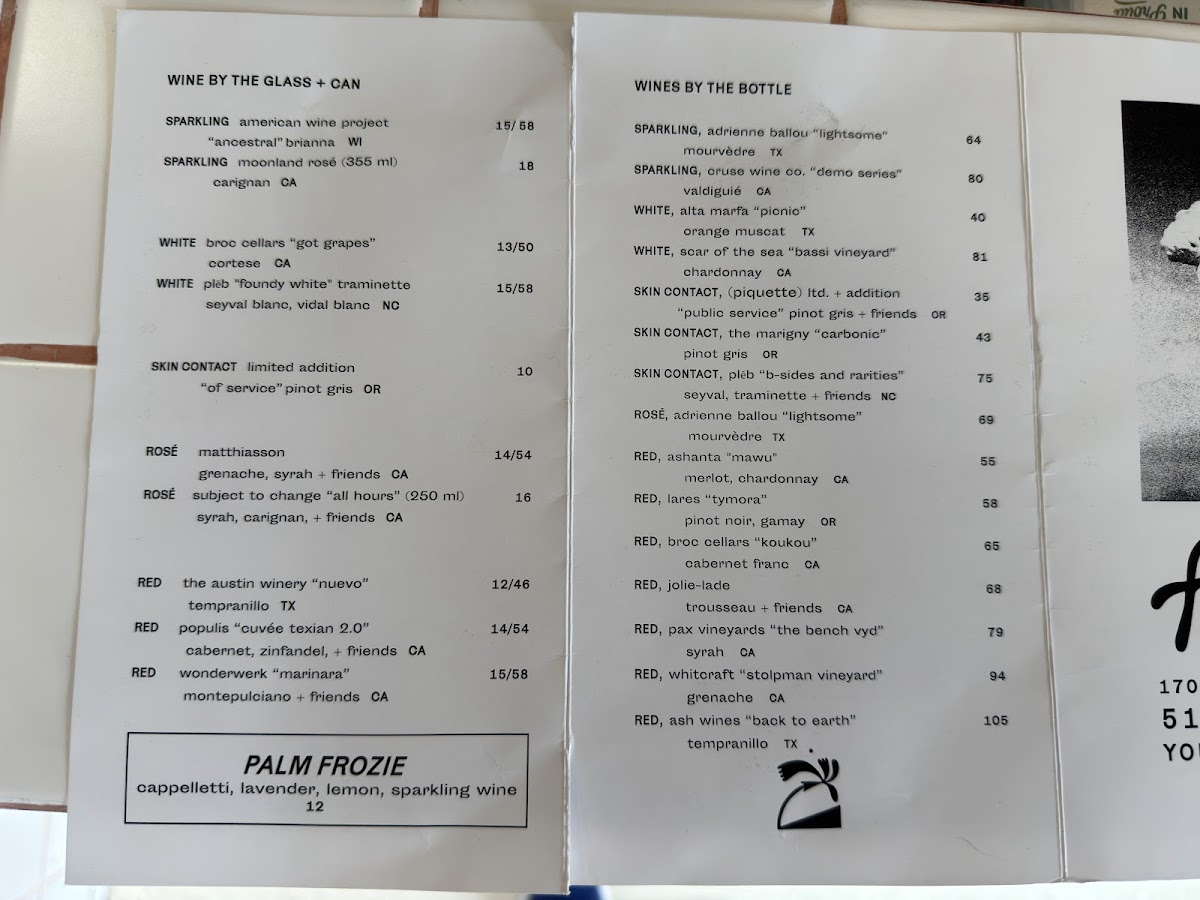 WINE BY THE GLASS + CAN
SPARKLING american wine project 15/58
"ancestral" brianna WI
SPARKLING moonland rosé (355 ml) 18
carignan CA
WHITE broc cellars "got grapes" 13/50
cortese CA
WHITE plēb "foundy white" traminette 15/58
seyval blanc, vidal blanc NC
SKIN CONTACT limited addition 10
"of service" pinot gris OR
ROSÉ matthiasson 14/54
grenache, syrah + friends CA
ROSÉ subject to change "all hours" (250 ml) 16
syrah, carignan, + friends CA
RED the austin winery "nuevo" 12/46
tempranillo TX
RED populis "cuvée texian 2.0" 14/54
cabernet, zinfandel, + friends CA
RED wonderwerk "marinara" 15/58
montepulciano + friends CA
PALM FROZIE
cappelletti, lavender, lemon, sparkling wine
12
WINES BY THE BOTTLE
SPARKLING, adrienne ballou "lightsome" 64
mourvèdre TX
SPARKLING, cruse wine co. "demo series" 80
valdiguié CA
WHITE, alta marfa "picnic" 40
orange muscat TX
WHITE, scar of the sea "bassi vineyard" 81
chardonnay CA
SKIN CONTACT, (piquette) ltd. + addition 35
"public service" pinot gris + friends OR
SKIN CONTACT, the marigny "carbonic" 43
pinot gris OR
SKIN CONTACT, plēb "b-sides and rarities" 75
seyval, traminette + friends NC
ROSÉ, adrienne ballou "lightsome" 69
mourvèdre TX
RED, ashanta "mawu" 55
merlot, chardonnay CA
RED, lares "tymora" 58
pinot noir, gamay OR
RED, broc cellars "koukou" 65
cabernet franc CA
RED, jolie-lade 68
trousseau + friends CA
RED, pax vineyards "the bench vyd" 79
syrah CA
RED, whitcraft "stolpman vineyard" 94
grenache CA
RED, ash wines "back to earth" 105
tempranillo TX
170
51
YOU
IN